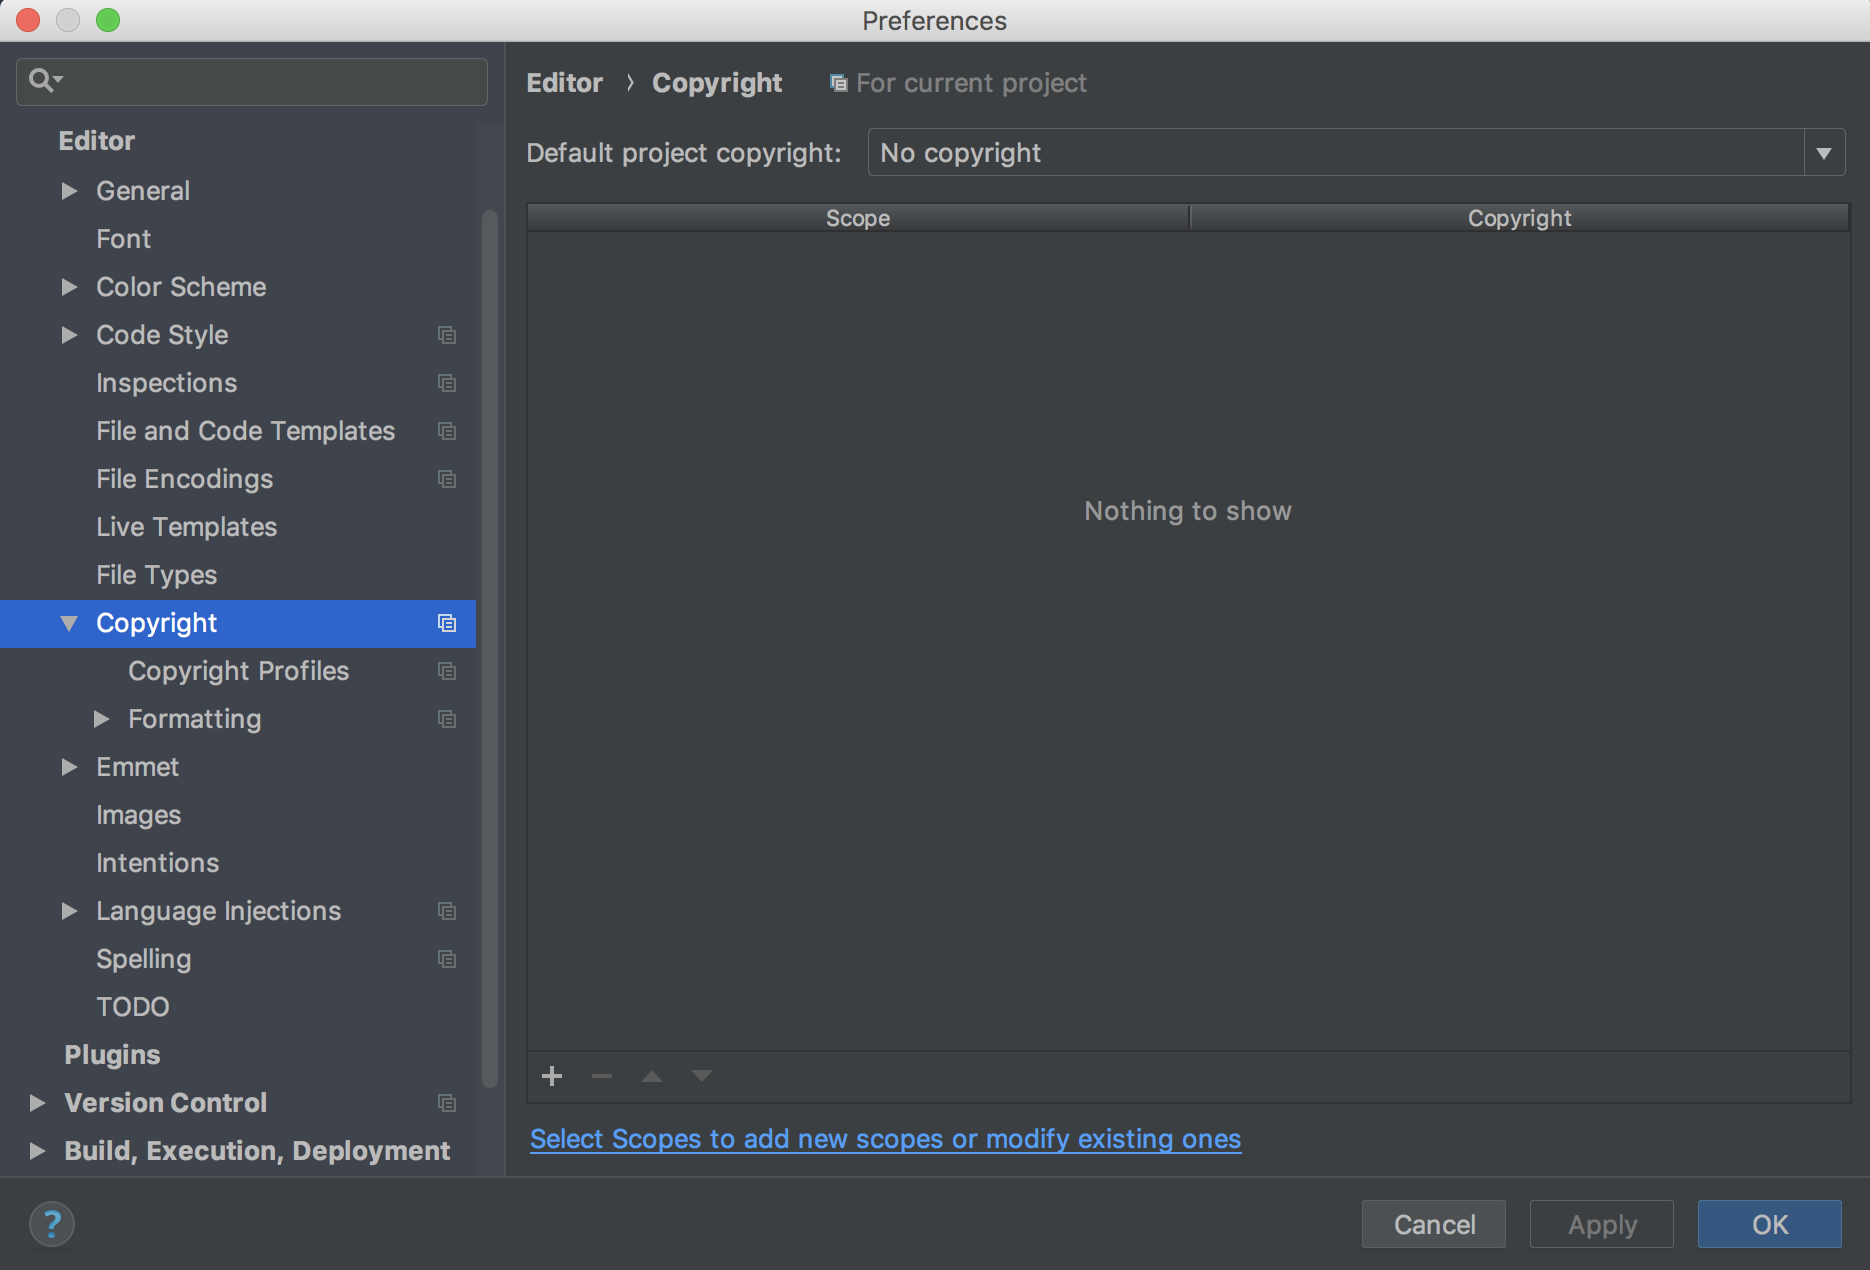 Preferences
Editor
General
Font
Color Scheme
Code Style
Inspections
File and Code Templates
File Encodings
Live Templates
File Types
Copyright
Copyright Profiles
Formatting
Emmet
Images
Intentions
Language Injections
Spelling
TODO
Plugins
Version Control
Build, Execution, Deployment
Editor › Copyright For current project
Default project copyright: No copyright
Scope Copyright
Nothing to show
Select Scopes to add new scopes or modify existing ones
?
Cancel Apply OK